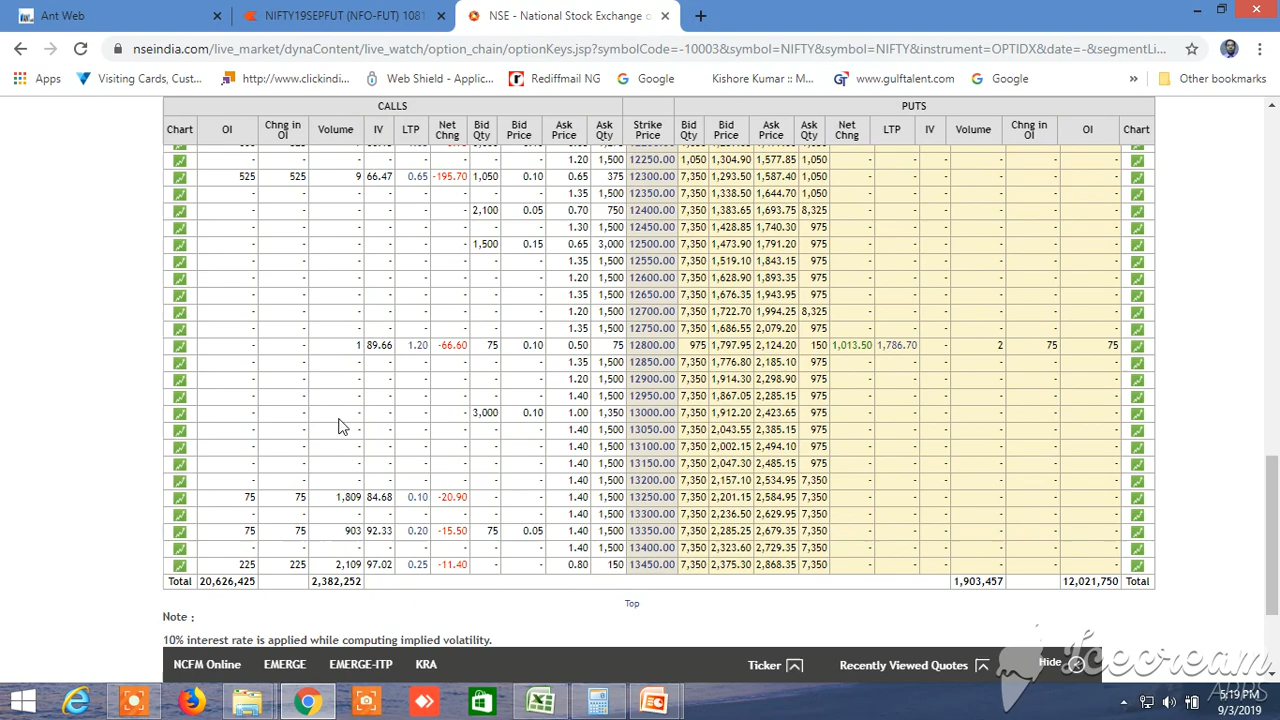 Ant Web
NIFTY19SEPFUT (NFO-FUT) 1081
NSE - National Stock Exchange o
nseindia.com/live_market/dynaContent/live_watch/option_chain/optionKeys.jsp?symbolCode=-10003&symbol=NIFTY&symbol=NIFTY&instrument=OPTIDX&date=-&segmentLi...
Apps Visiting Cards, Cust... http://www.clickindi... Web Shield - Applic... Rediffmail NG Google Kishore Kumar :: M... www.gulftalent.com Google » Other bookmarks
CALLS PUTS
Chart OI Chng in OI Volume IV LTP Net Chng Bid Qty Bid Price Ask Price Ask Qty Strike Price Bid Qty Bid Price Ask Price Ask Qty Net Chng LTP IV Volume Chng in OI OI Chart
- - - - - - - - 1.20 1,500 12250.00 1,050 1,304.90 1,577.85 1,050 - - - - - -
525 525 9 66.47 0.65 -195.70 1,050 0.10 0.65 375 12300.00 7,350 1,293.50 1,587.40 1,050 - - - - - -
- - - - - - - - 1.35 1,500 12350.00 7,350 1,338.50 1,644.70 1,050 - - - - - -
- - - - - - 2,100 0.05 0.70 750 12400.00 7,350 1,383.65 1,693.75 8,325 - - - - - -
- - - - - - - - 1.30 1,500 12450.00 7,350 1,428.85 1,740.30 975 - - - - - -
- - - - - - 1,500 0.15 0.65 3,000 12500.00 7,350 1,473.90 1,791.20 975 - - - - - -
- - - - - - - - 1.35 1,500 12550.00 7,350 1,519.10 1,843.15 975 - - - - - -
- - - - - - - - 1.20 1,500 12600.00 7,350 1,628.90 1,893.35 975 - - - - - -
- - - - - - - - 1.35 1,500 12650.00 7,350 1,676.35 1,943.95 975 - - - - - -
- - - - - - - - 1.20 1,500 12700.00 7,350 1,722.70 1,994.25 8,325 - - - - - -
- - - - - - - - 1.35 1,500 12750.00 7,350 1,686.55 2,079.20 975 - - - - - -
- - 1 89.66 1.20 -66.60 75 0.10 0.50 75 12800.00 975 1,797.95 2,124.20 150 1,013.50 1,786.70 - 2 75 75
- - - - - - - - 1.35 1,500 12850.00 7,350 1,776.80 2,185.10 975 - - - - - -
- - - - - - - - 1.20 1,500 12900.00 7,350 1,914.30 2,298.90 975 - - - - - -
- - - - - - - - 1.40 1,500 12950.00 7,350 1,867.05 2,285.15 975 - - - - - -
- - - - - - 3,000 0.10 1.00 1,350 13000.00 7,350 1,912.20 2,423.65 975 - - - - - -
- - - - - - - - 1.40 1,500 13050.00 7,350 2,043.55 2,385.15 975 - - - - - -
- - - - - - - - 1.40 1,500 13100.00 7,350 2,002.15 2,494.10 975 - - - - - -
- - - - - - - - 1.40 1,500 13150.00 7,350 2,047.30 2,485.15 975 - - - - - -
- - - - - - - - 1.40 1,500 13200.00 7,350 2,157.10 2,534.95 7,350 - - - - - -
75 75 1,809 84.68 0.10 -20.90 - - 1.40 1,500 13250.00 7,350 2,201.15 2,584.95 7,350 - - - - - -
- - - - - - - - 1.40 1,500 13300.00 7,350 2,236.50 2,629.95 7,350 - - - - - -
75 75 903 92.33 0.20 -15.50 75 0.05 1.40 1,500 13350.00 7,350 2,285.25 2,679.35 7,350 - - - - - -
- - - - - - - - 1.40 1,500 13400.00 7,350 2,323.60 2,729.35 7,350 - - - - - -
225 225 2,109 97.02 0.25 -11.40 - - 0.80 150 13450.00 7,350 2,375.30 2,868.35 7,350 - - - - - -
Total 20,626,425 2,382,252 1,903,457 12,021,750 Total
Top
Note :
10% interest rate is applied while computing implied volatility.
NCFM Online EMERGE EMERGE-ITP KRA Ticker Recently Viewed Quotes Hide
Icecream
APPS
5:19 PM
9/3/2019